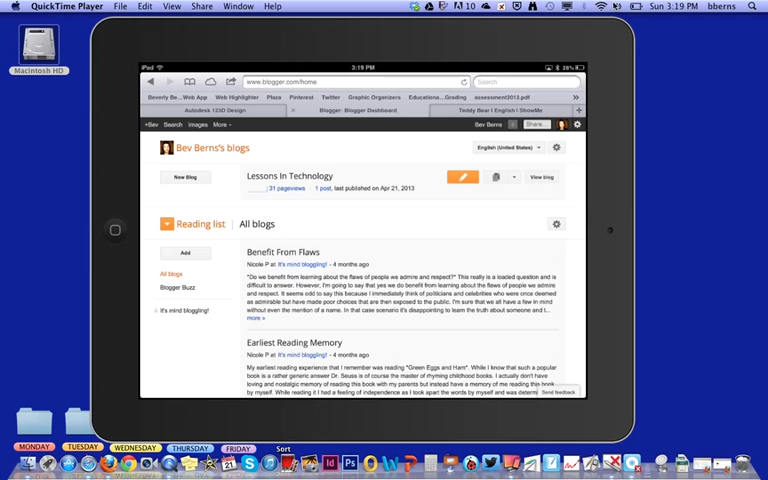 QuickTime Player File Edit View Share Window Help 10 Sun 3:19 PM bberns
Macintosh HD
iPad 3:19 PM 28%
www.blogger.com/home Search
Beverly Be...Web App Web Highlighter Plaza Pinterest Twitter Graphic Organizers Educationa...Grading assessment2013.pdf
Autodesk 123D Design Blogger: Blogger Dashboard Teddy Bear I English I ShowMe
+Bev Search Images More Bev Berns Share...
Bev Berns's blogs English (United States)
New Blog Lessons In Technology View blog
31 pageviews 1 post, last published on Apr 21, 2013
Reading list All blogs
Add Benefit From Flaws
Nicole P at It's mind bloggling! - 4 months ago
All blogs
Blogger Buzz
It's mind bloggling!
"Do we benefit from learning about the flaws of people we admire and respect?" This really is a loaded question and is
difficult to answer. However, I'm going to say that yes we do benefit from learning about the flaws of people we admire
and respect. It seems odd to say this because I immediately think of politicians and celebrities who were once deemed
as admirable but have made poor choices that are then exposed to the public. I'm sure that we all have a few in mind
without even the mention of a name. In that case scenario it's disappointing to learn the truth about someone and I...
more »
Earliest Reading Memory
Nicole P at It's mind bloggling! - 4 months ago
My earliest reading experience that I remember was reading "Green Eggs and Ham". While I know that such a popular
book is a rather generic answer Dr. Seuss is of course the master of rhyming childhood books. I actually don't have
loving and nostalgic memory of reading this book with my parents but instead have a memory of me reading this book
by myself. While reading it I had a feeling of independence as I took apart the words by myself and was
Send feedback
MONDAY TUESDAY WEDNESDAY THURSDAY FRIDAY Sort
21 Id Ps